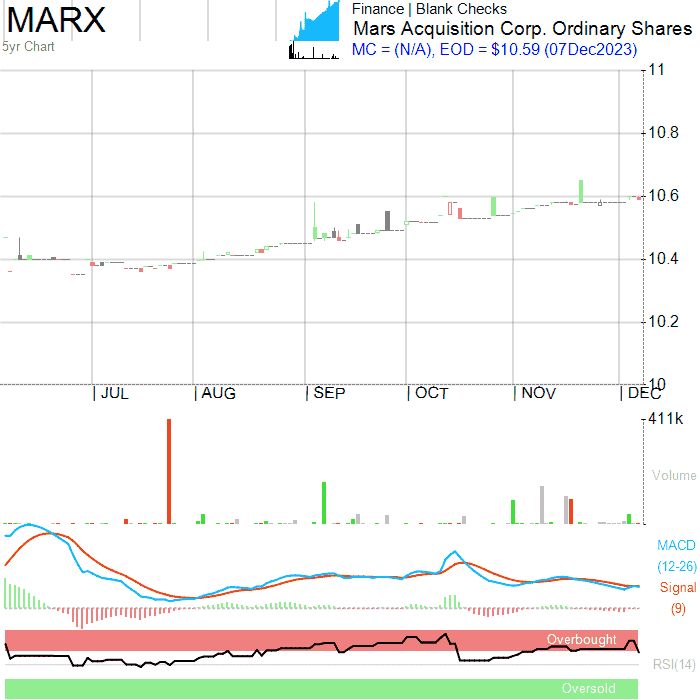 MARX
5yr Chart
Finance | Blank Checks
Mars Acquisition Corp. Ordinary Shares
MC = (N/A), EOD = $10.59 (07Dec2023)
11
10.8
10.6
10.4
10.2
10
JUL
AUG
SEP
OCT
NOV
DEC
411k
Volume
MACD
(12-26)
Signal
(9)
Overbought
RSI(14)
Oversold